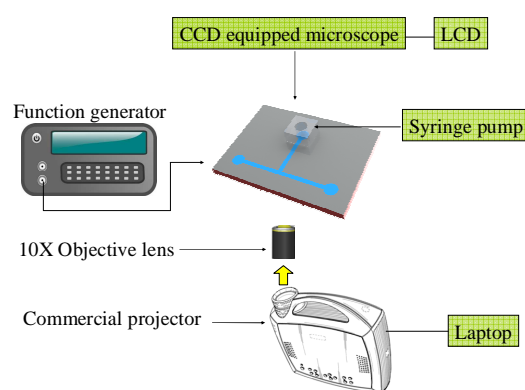 CCD equipped microscope
LCD
Function generator
Syringe pump
10X Objective lens
Commercial projector
Laptop